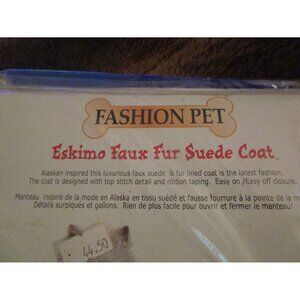 FASHION PET
Eskimo Faux Fur Suede Coat
Alaskan inspired this luxurious faux suede & fur lined coat is the latest fashion.
The coat is designed with top stitch detail and ribbon taping. Easy on /Easy off closure.
Manteau inspiré de la mode en Alaska en tissu suédé et fausse fourrure à la pointe de la m
Détails surpiqués et gallons. Rien de plus facile pour ouvrir et fermer le manteau!
44.50